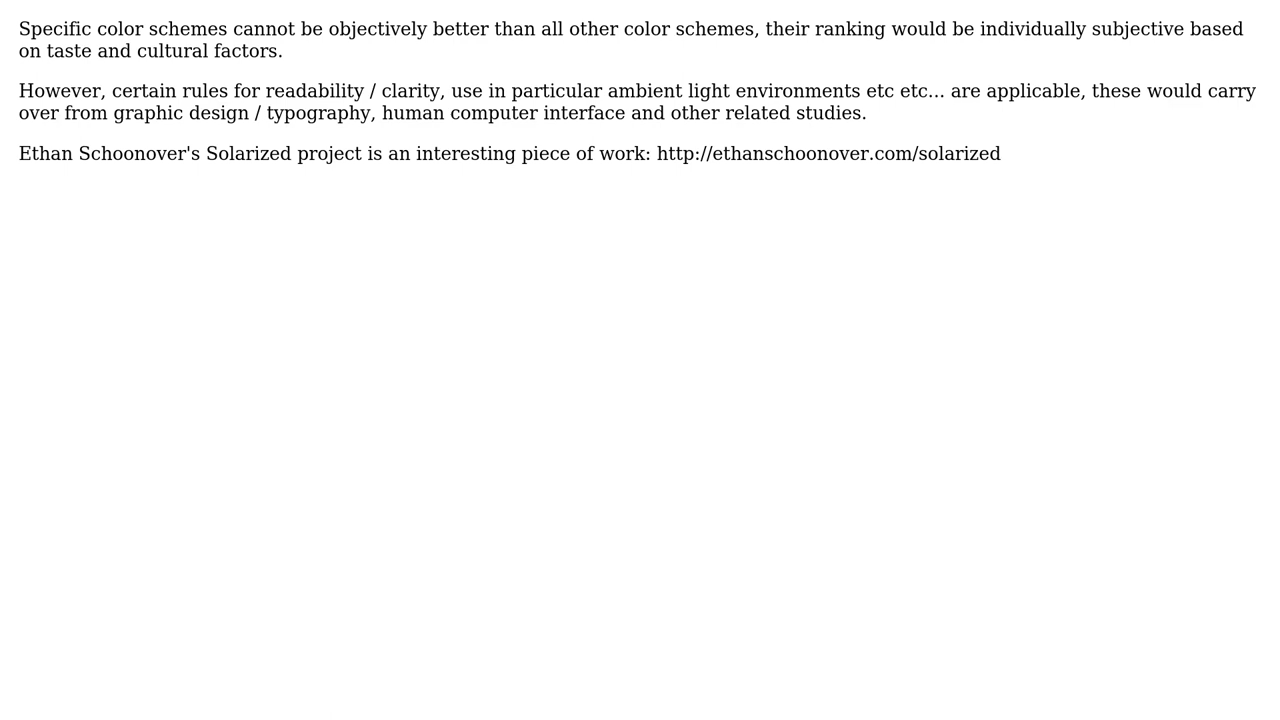 Specific color schemes cannot be objectively better than all other color schemes, their ranking would be individually subjective based
on taste and cultural factors.
However, certain rules for readability / clarity, use in particular ambient light environments etc etc... are applicable, these would carry
over from graphic design / typography, human computer interface and other related studies.
Ethan Schoonover's Solarized project is an interesting piece of work: http://ethanschoonover.com/solarized